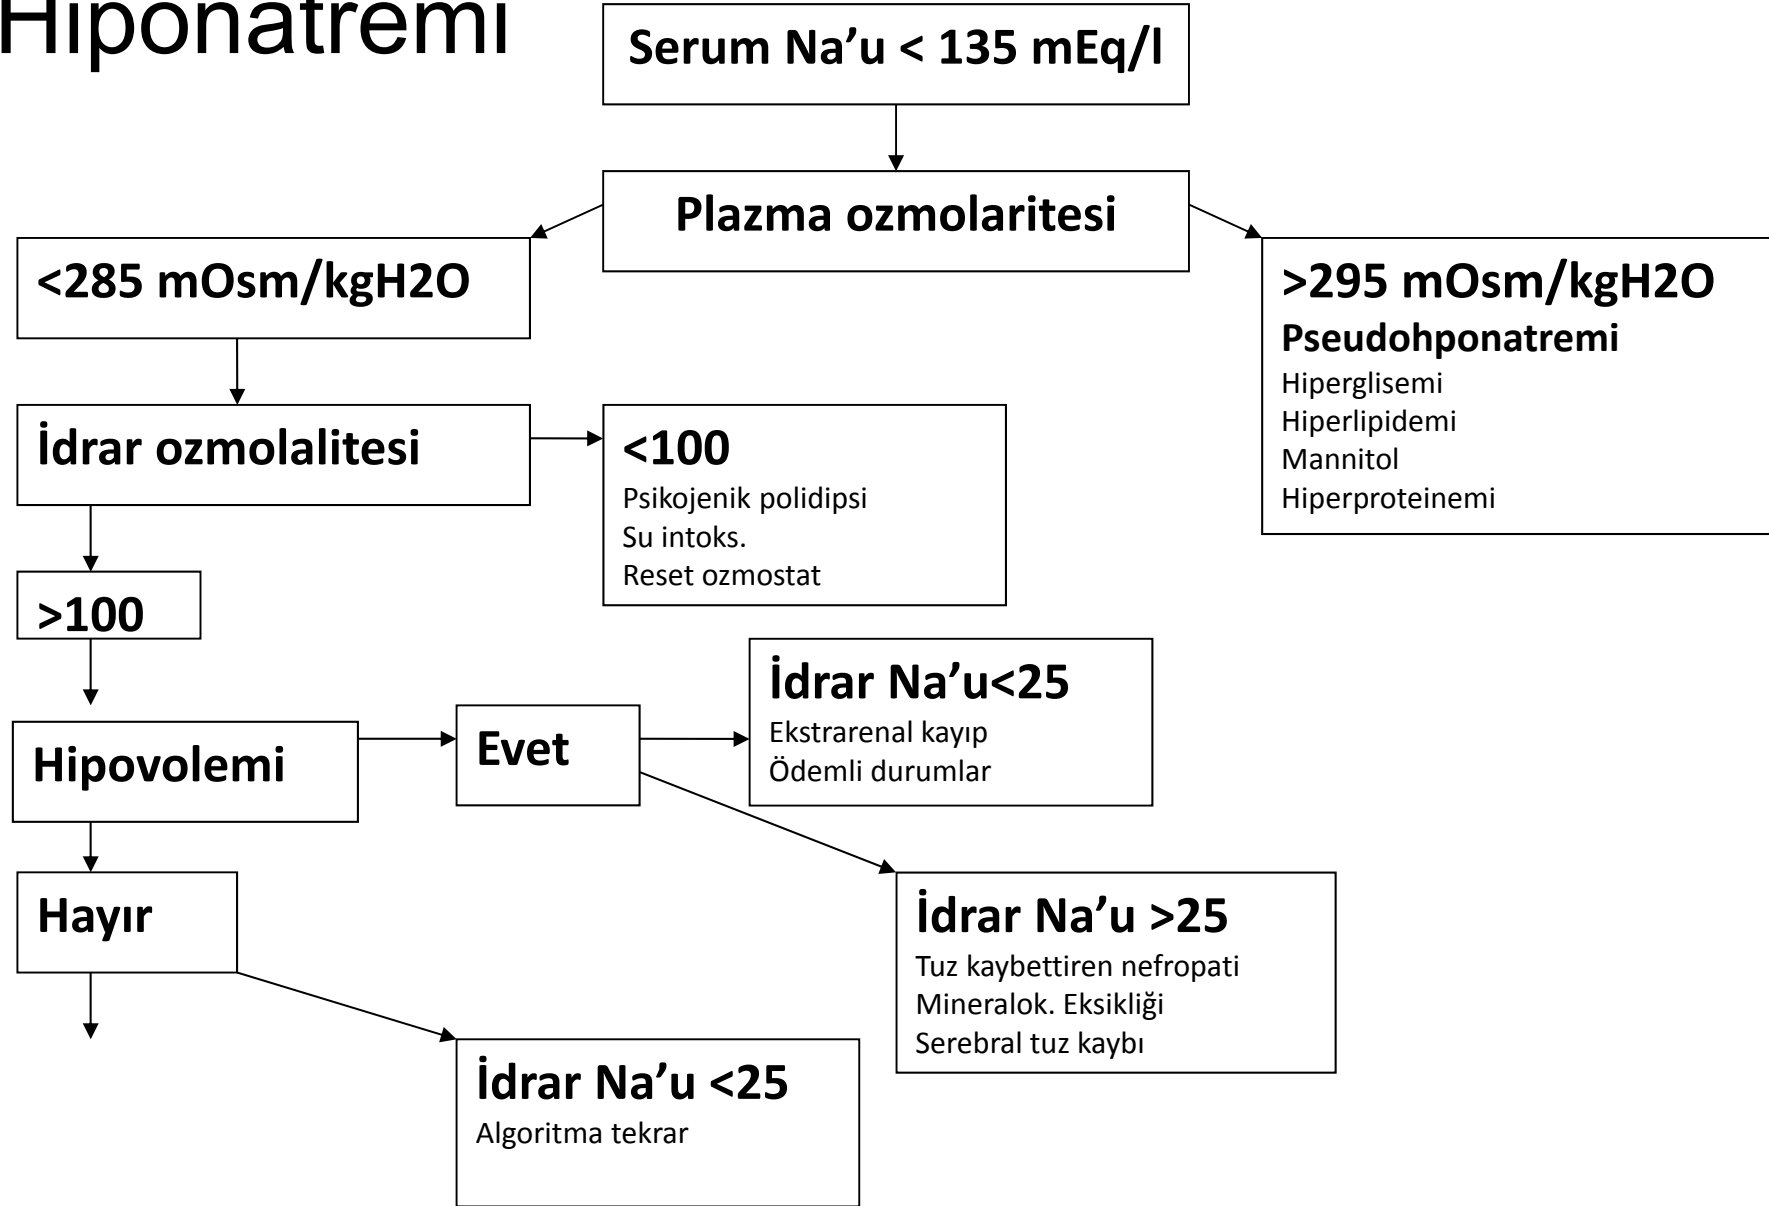 Hiponatremi
Serum Na’u < 135 mEq/l
Plazma ozmolaritesi
<285 mOsm/kgH2O
>295 mOsm/kgH2O
Pseudohponatremi
Hiperglisemi
Hiperlipidemi
Mannitol
Hiperproteinemi
İdrar ozmolalitesi
<100
Psikojenik polidipsi
Su intoks.
Reset ozmostat
>100
Hipovolemi
Evet
İdrar Na’u<25
Ekstrarenal kayıp
Ödemli durumlar
İdrar Na’u >25
Tuz kaybettiren nefropati
Mineralok. Eksikliği
Serebral tuz kaybı
Hayır
İdrar Na’u <25
Algoritma tekrar